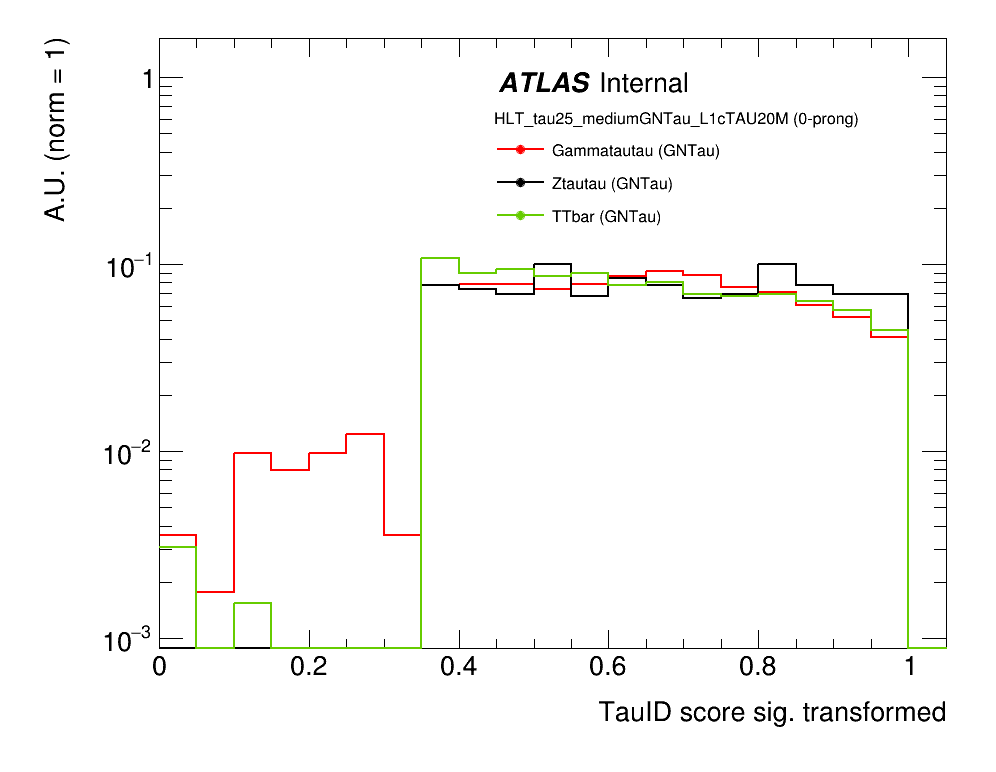 A.U. (norm = 1)
ATLAS Internal
HLT_tau25_mediumGNTau_L1cTAU20M (0-prong)
Gammatautau (GNTau)
Ztautau (GNTau)
TTbar (GNTau)
1
10⁻¹
10⁻²
10⁻³
0 0.2 0.4 0.6 0.8 1
TauID score sig. transformed